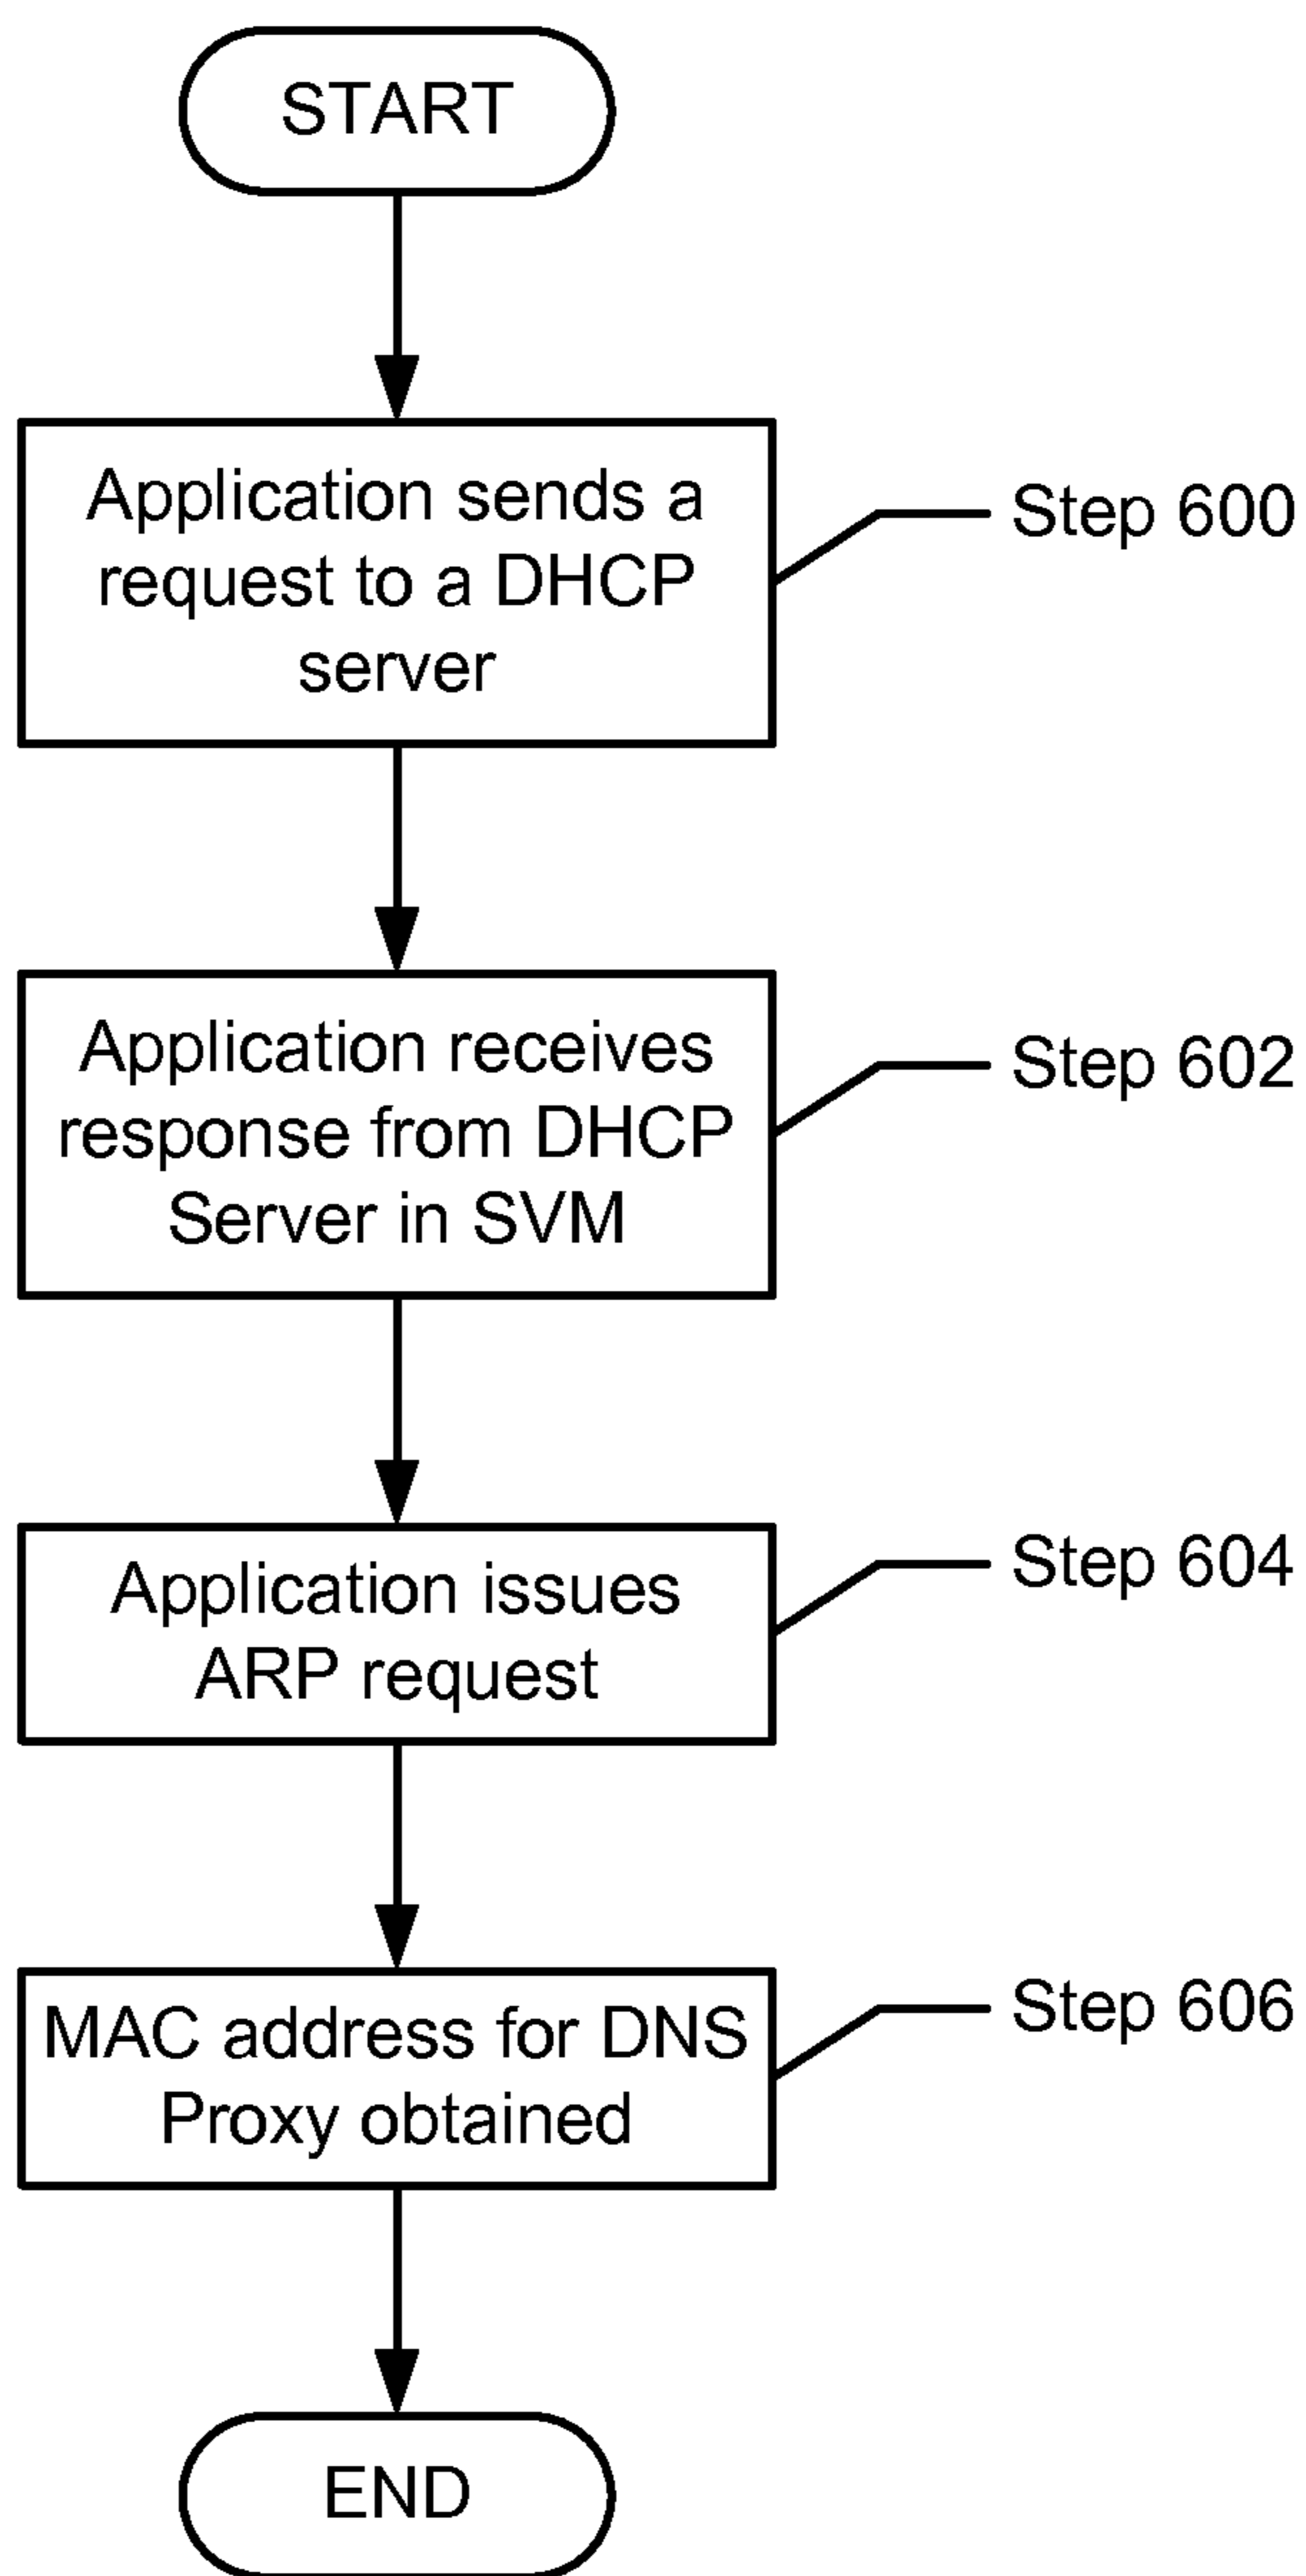 START
Application sends a
request to a DHCP
server
Step 600
Application receives
response from DHCP
Server in SVM
Step 602
Application issues
ARP request
Step 604
MAC address for DNS
Proxy obtained
Step 606
END